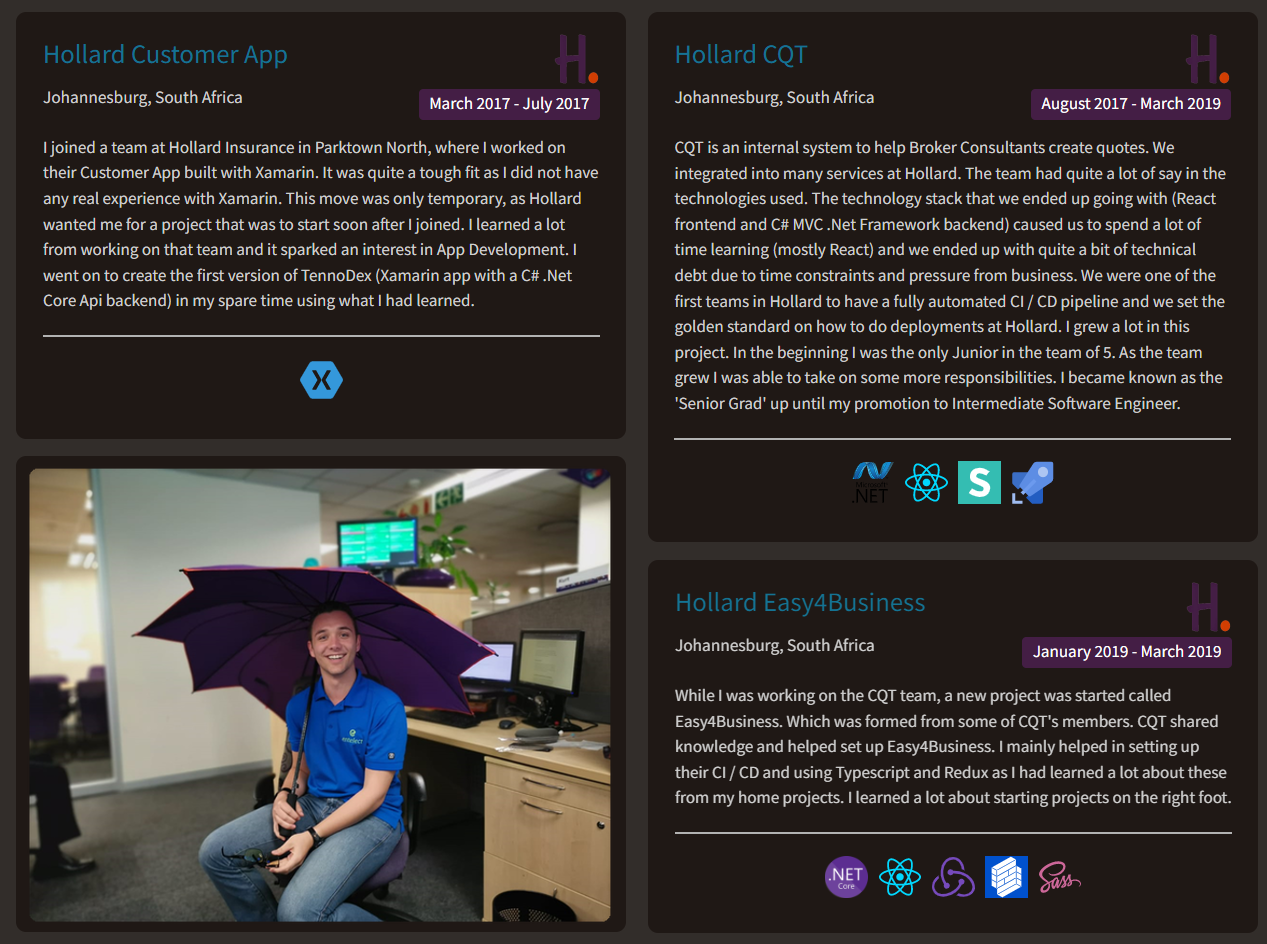 Hollard Customer App
H.
Johannesburg, South Africa
March 2017 - July 2017
I joined a team at Hollard Insurance in Parktown North, where I worked on
their Customer App built with Xamarin. It was quite a tough fit as I did not have
any real experience with Xamarin. This move was only temporary, as Hollard
wanted me for a project that was to start soon after I joined. I learned a lot
from working on that team and it sparked an interest in App Development. I
went on to create the first version of TennoDex (Xamarin app with a C# .Net
Core Api backend) in my spare time using what I had learned.
X
Hollard CQT
H.
Johannesburg, South Africa
August 2017 - March 2019
CQT is an internal system to help Broker Consultants create quotes. We
integrated into many services at Hollard. The team had quite a lot of say in the
technologies used. The technology stack that we ended up going with (React
frontend and C# MVC .Net Framework backend) caused us to spend a lot of
time learning (mostly React) and we ended up with quite a bit of technical
debt due to time constraints and pressure from business. We were one of the
first teams in Hollard to have a fully automated CI / CD pipeline and we set the
golden standard on how to do deployments at Hollard. I grew a lot in this
project. In the beginning I was the only Junior in the team of 5. As the team
grew I was able to take on some more responsibilities. I became known as the
'Senior Grad' up until my promotion to Intermediate Software Engineer.
Microsoft
.NET
S
Hollard Easy4Business
H.
Johannesburg, South Africa
January 2019 - March 2019
While I was working on the CQT team, a new project was started called
Easy4Business. Which was formed from some of CQT's members. CQT shared
knowledge and helped set up Easy4Business. I mainly helped in setting up
their CI / CD and using Typescript and Redux as I had learned a lot about these
from my home projects. I learned a lot about starting projects on the right foot.
.NET
Core
Sass